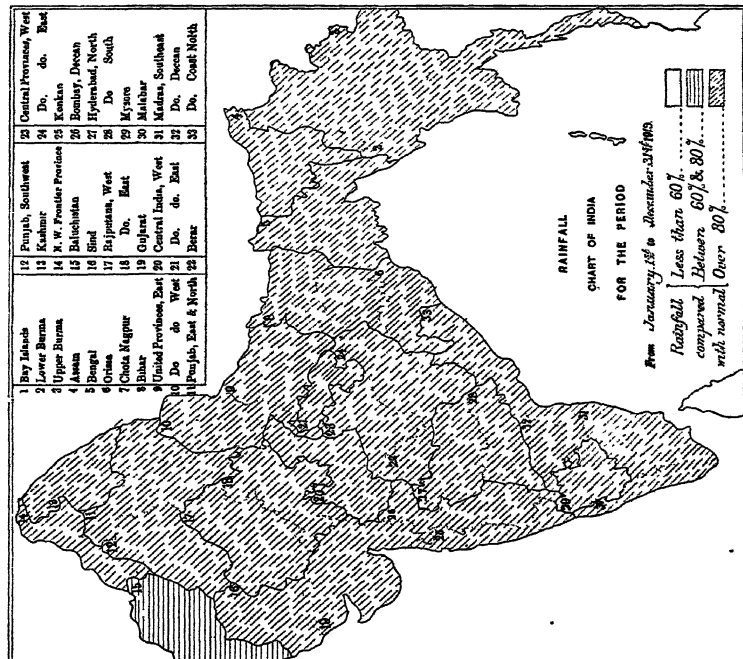 1 Bay Islands
2 Lower Burma
3 Upper Burma
4 Assam
5 Bengal
6 Orissa
7 Chota Nagpur
8 Bihar
9 United Provinces, East
10 Do do West
11 Punjab, East & North
12 Punjab, Southwest
13 Kashmir
14 N. W. Frontier Province
15 Baluchistan
16 Sind
17 Rajputana, West
18 Do. East
19 Gujarat
20 Central India, West
21 Do. do. East
22 Berar
23 Central Provinces, West
24 Do. do. East
25 Konkan
26 Bombay, Deccan
27 Hyderabad, North
28 Do South
29 Mysore
30 Malabar
31 Madras, Southeast
32 Do. Deccan
33 Do. Coast North
RAINFALL
CHART OF INDIA
FOR THE PERIOD
From January 1st to December 31st 1913.
Rainfall compared with normal
Less than 60%
Between 60% & 80%
Over 80%